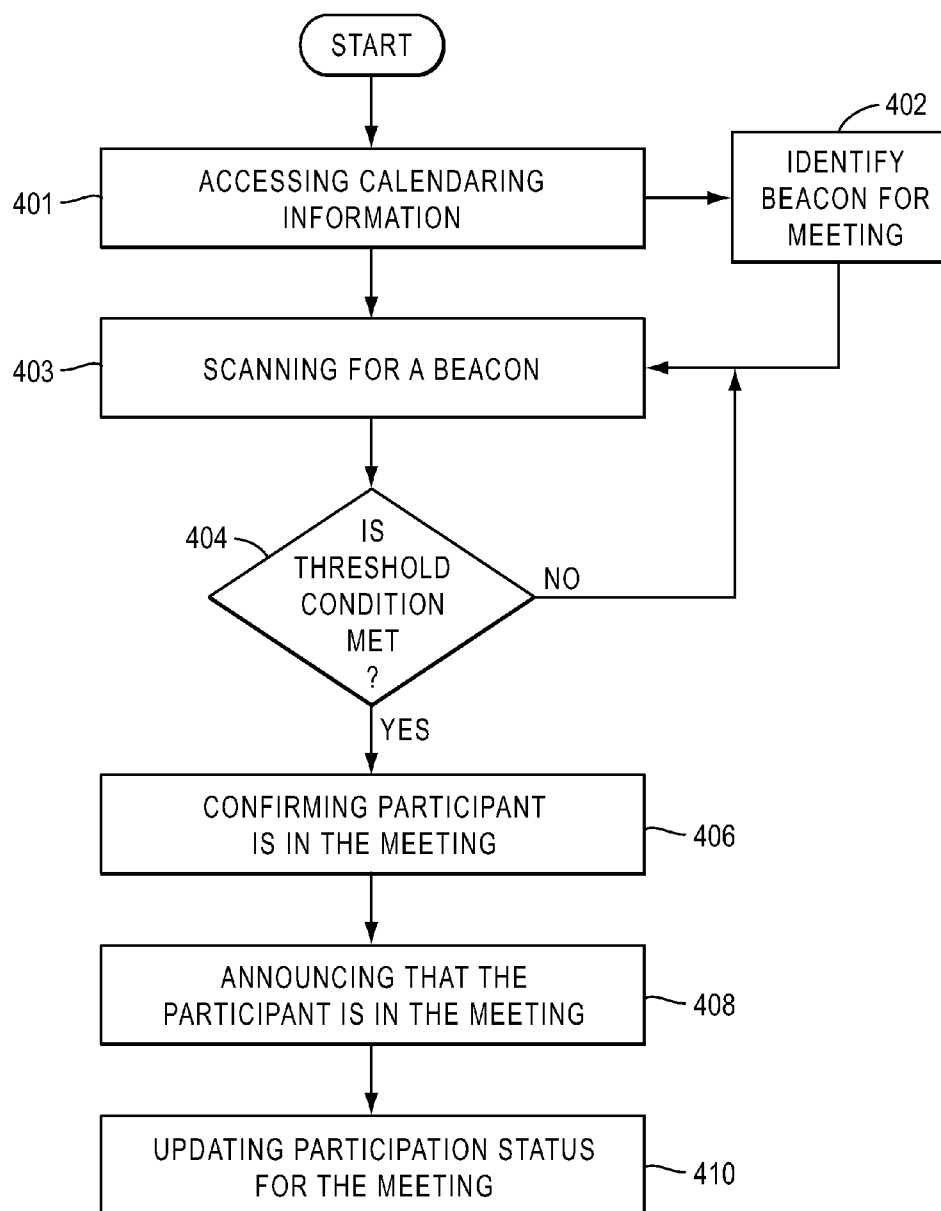 START
402
IDENTIFY
BEACON FOR
MEETING
401
ACCESSING CALENDARING
INFORMATION
403
SCANNING FOR A BEACON
404
IS
THRESHOLD
CONDITION
MET
?
NO
YES
CONFIRMING PARTICIPANT
IS IN THE MEETING
406
ANNOUNCING THAT THE
PARTICIPANT IS IN THE MEETING
408
UPDATING PARTICIPATION STATUS
FOR THE MEETING
410